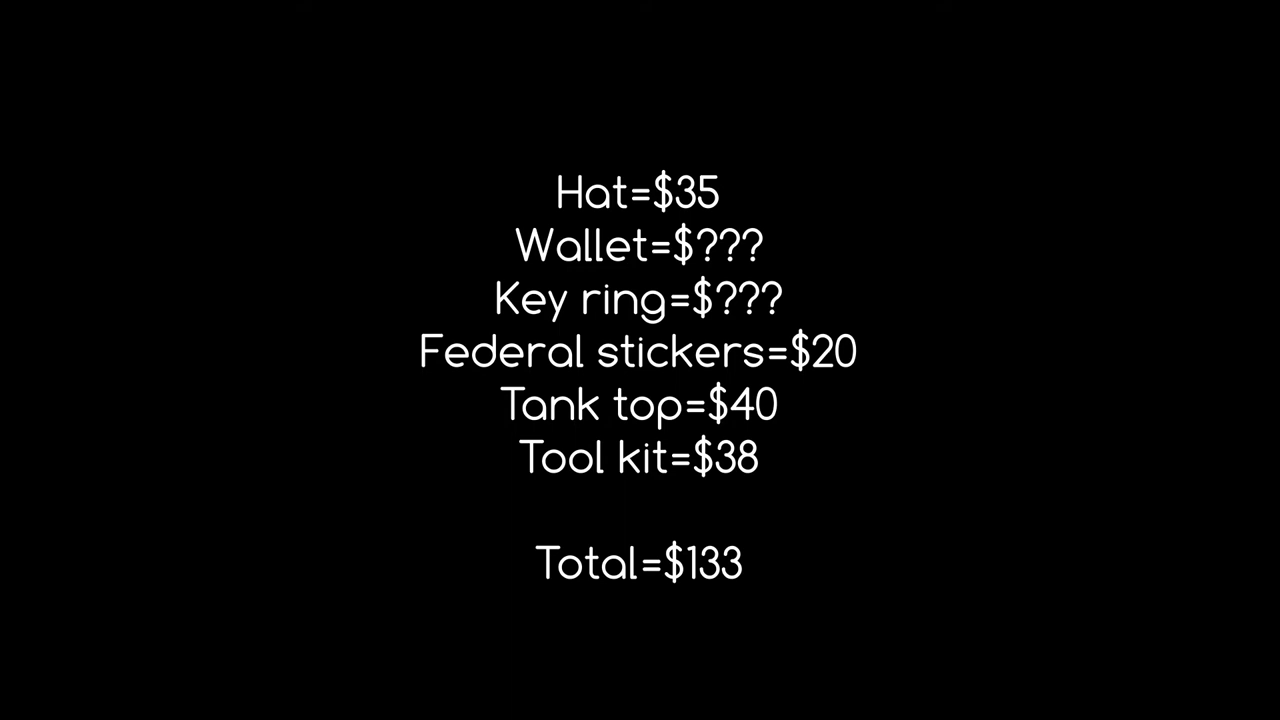 Hat=$35
Wallet=$???
Key ring=$???
Federal stickers=$20
Tank top=$40
Tool kit=$38
Total=$133